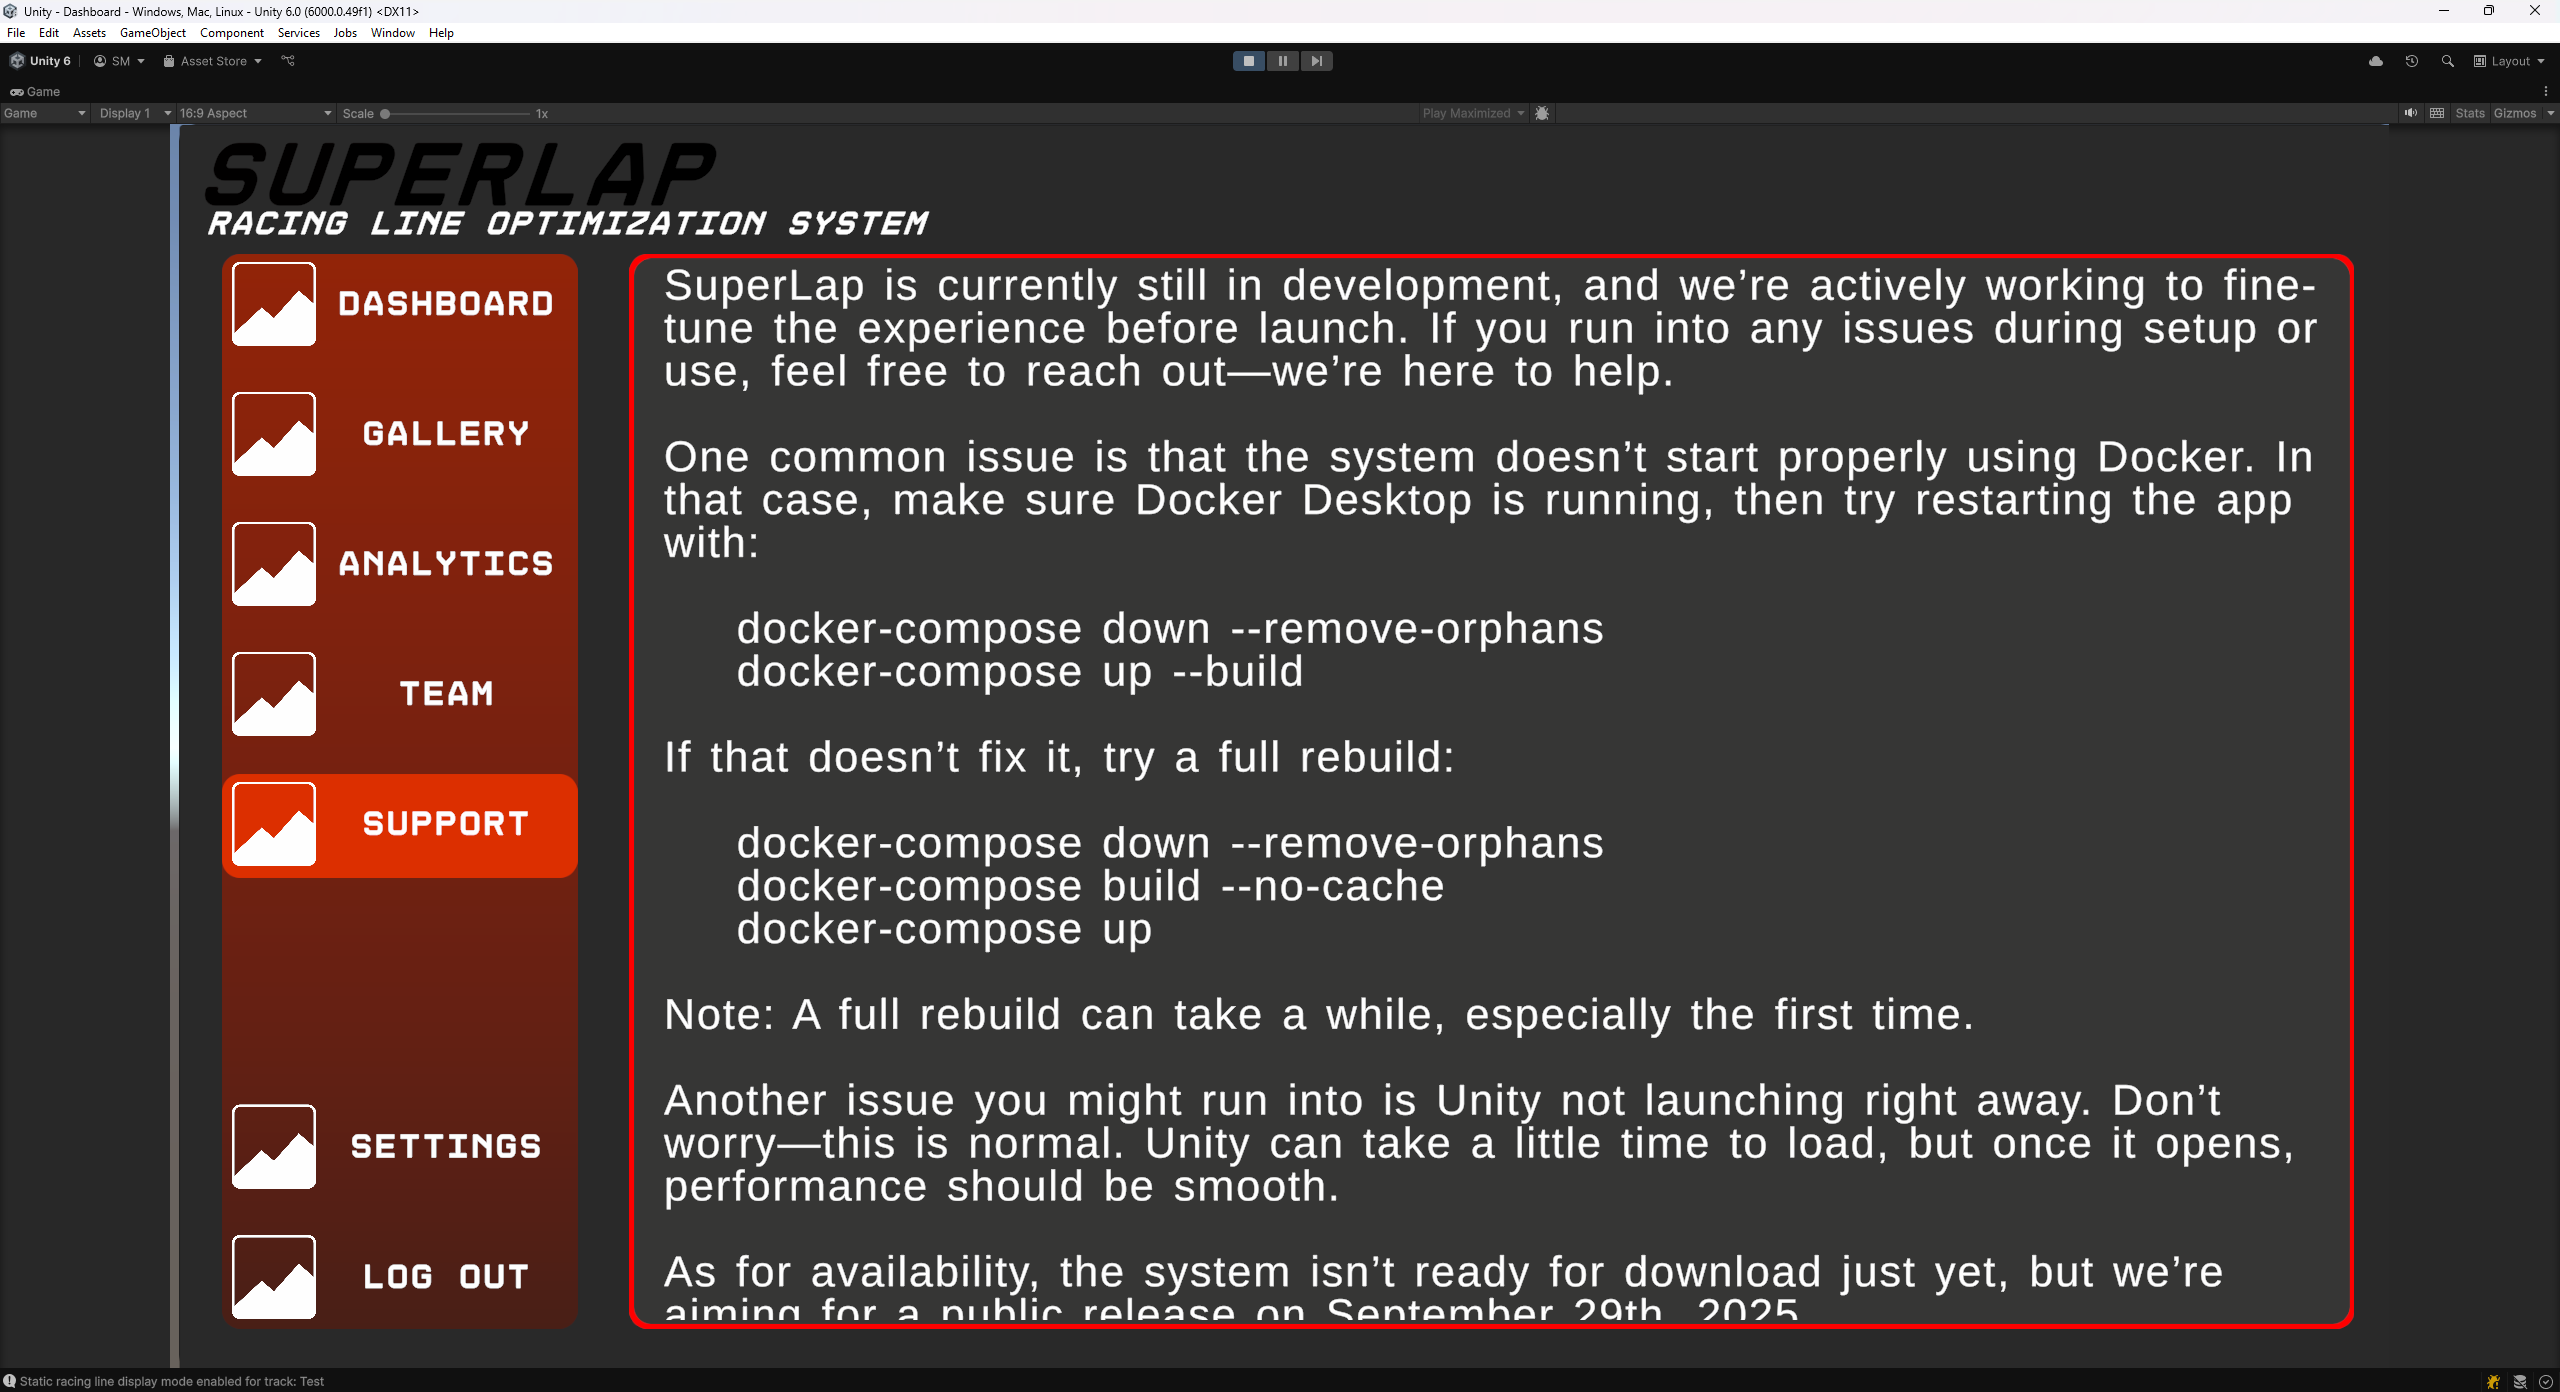 Unity - Dashboard - Windows, Mac, Linux - Unity 6.0 (6000.0.49f1) <DX11>
File Edit Assets GameObject Component Services Jobs Window Help
Unity 6 SM Asset Store Layout
Game
Game Display 1 16:9 Aspect Scale 1x Play Maximized Stats Gizmos
SUPERLAP
RACING LINE OPTIMIZATION SYSTEM
DASHBOARD
GALLERY
ANALYTICS
TEAM
SUPPORT
SETTINGS
LOG OUT
SuperLap is currently still in development, and we’re actively working to fine-
tune the experience before launch. If you run into any issues during setup or
use, feel free to reach out—we’re here to help.
One common issue is that the system doesn’t start properly using Docker. In
that case, make sure Docker Desktop is running, then try restarting the app
with:
docker-compose down --remove-orphans
docker-compose up --build
If that doesn’t fix it, try a full rebuild:
docker-compose down --remove-orphans
docker-compose build --no-cache
docker-compose up
Note: A full rebuild can take a while, especially the first time.
Another issue you might run into is Unity not launching right away. Don’t
worry—this is normal. Unity can take a little time to load, but once it opens,
performance should be smooth.
As for availability, the system isn’t ready for download just yet, but we’re
aiming for a public release on September 29th, 2025
Static racing line display mode enabled for track: Test